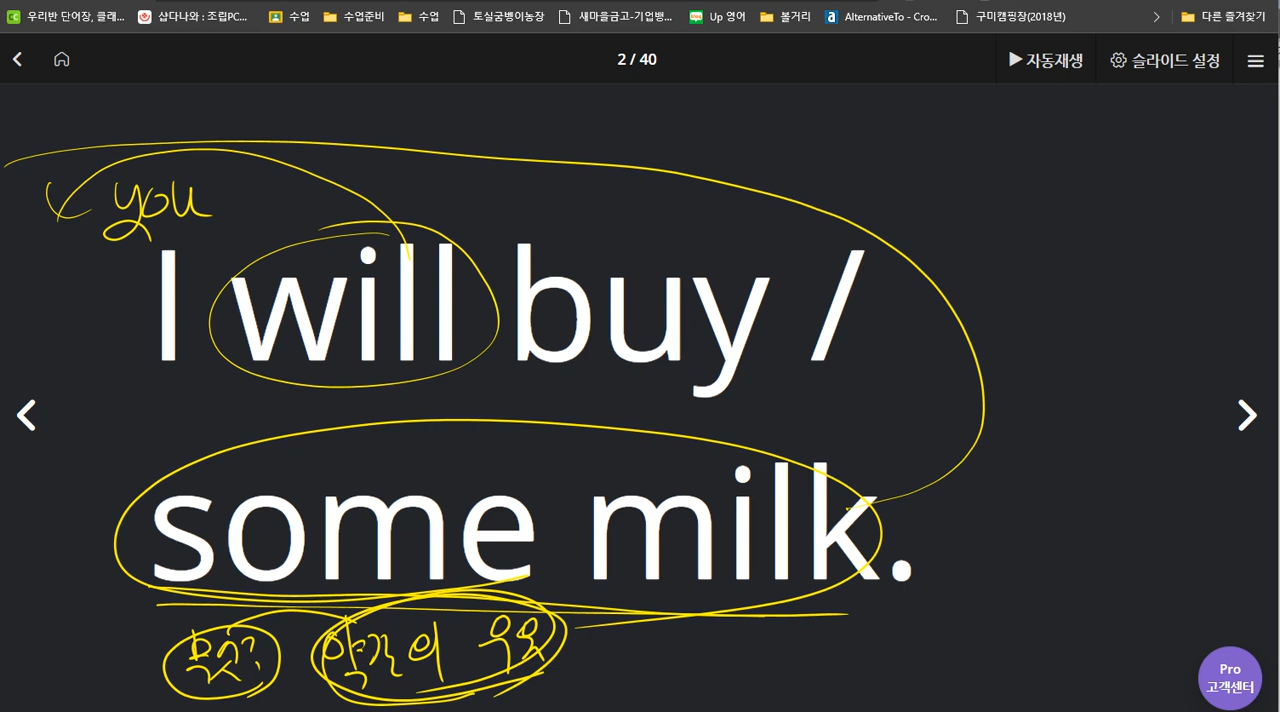 우리반 단어장, 클래... 샵다나와 : 조립PC... 수업 수업준비 수업 토실굼벵이농장 새마을금고-기업뱅... Up 영어 볼거리 AlternativeTo - Cro... 구미캠핑장(2018년) 다른 즐겨찾기
2 / 40 자동재생 슬라이드 설정
you
I will buy /
some milk.
무엇? 약간의 우유
Pro
고객센터